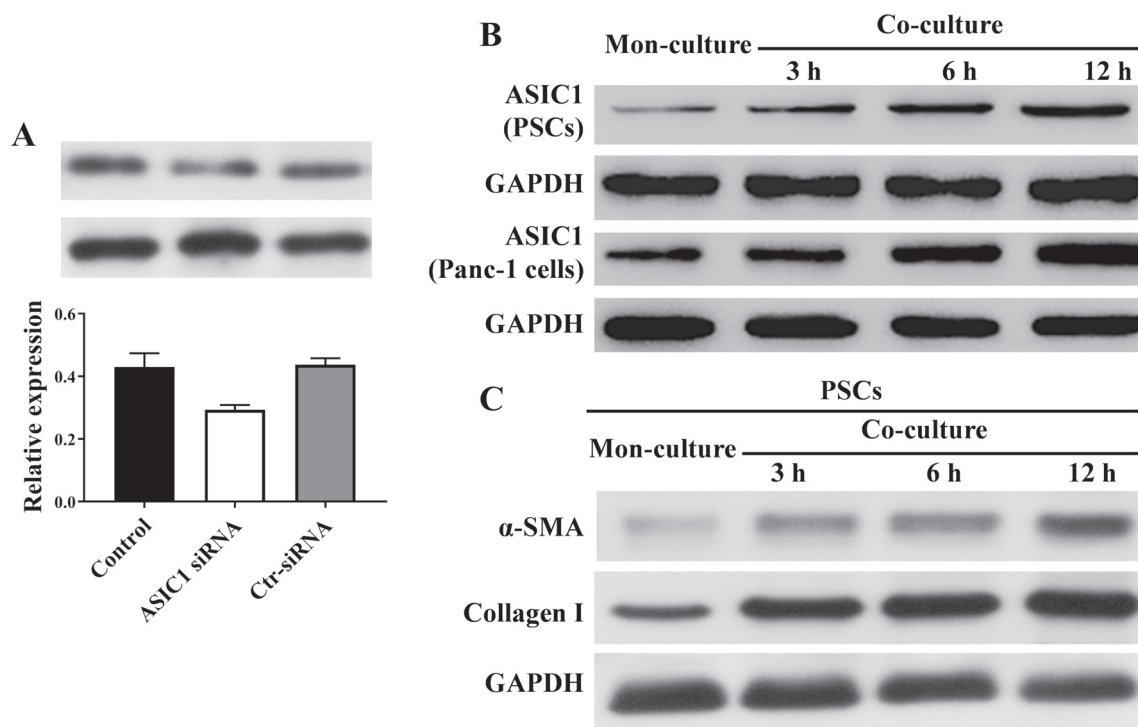 A
Relative expression
0.6
0.4
0.2
0.0
Control
ASIC1 siRNA
Ctr-siRNA
B
Mon-culture
Co-culture
3 h 6 h 12 h
ASIC1
(PSCs)
GAPDH
ASIC1
(Panc-1 cells)
GAPDH
C
PSCs
Mon-culture
Co-culture
3 h 6 h 12 h
α-SMA
Collagen I
GAPDH